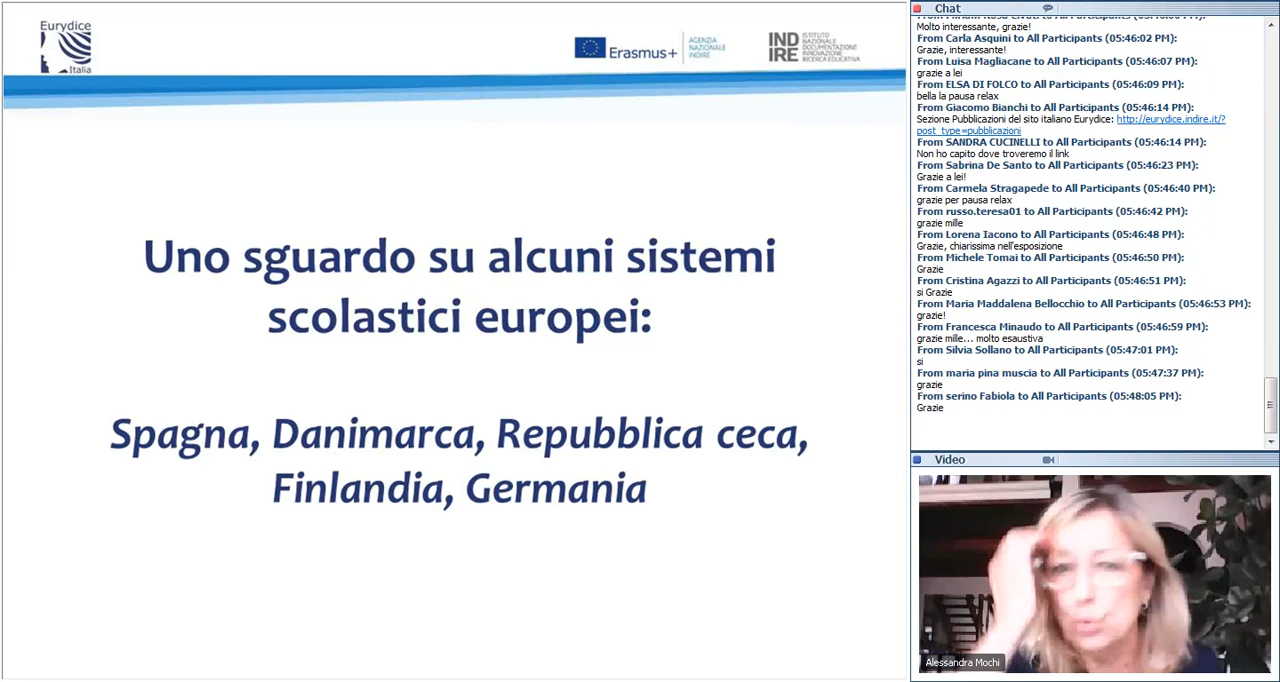 Eurydice
Italia
Erasmus+
AGENZIA
NAZIONALE
INDIRE
IND
IRE
ISTITUTO
NAZIONALE
DOCUMENTAZIONE
INNOVAZIONE
RICERCA EDUCATIVA
Uno sguardo su alcuni sistemi
scolastici europei:
Spagna, Danimarca, Repubblica ceca,
Finlandia, Germania
Chat
Molto interessante, grazie!
From Carla Asquini to All Participants (05:46:02 PM):
Grazie, interessante!
From Luisa Magliacane to All Participants (05:46:07 PM):
grazie a lei
From ELSA DI FOLCO to All Participants (05:46:09 PM):
bella la pausa relax
From Giacomo Bianchi to All Participants (05:46:14 PM):
Sezione Pubblicazioni del sito italiano Eurydice: http://eurydice.indire.it/?
post_type=pubblicazioni
From SANDRA CUCINELLI to All Participants (05:46:14 PM):
Non ho capito dove troveremo il link
From Sabrina De Santo to All Participants (05:46:23 PM):
Grazie a lei!
From Carmela Stragapede to All Participants (05:46:40 PM):
grazie per pausa relax
From russo.teresa01 to All Participants (05:46:42 PM):
grazie mille
From Lorena Iacono to All Participants (05:46:48 PM):
Grazie, chiarissima nell'esposizione
From Michele Tomai to All Participants (05:46:50 PM):
Grazie
From Cristina Agazzi to All Participants (05:46:51 PM):
si Grazie
From Maria Maddalena Bellocchio to All Participants (05:46:53 PM):
grazie!
From Francesca Minaudo to All Participants (05:46:59 PM):
grazie mille... molto esaustiva
From Silvia Sollano to All Participants (05:47:01 PM):
si
From maria pina muscia to All Participants (05:47:37 PM):
grazie
From serino Fabiola to All Participants (05:48:05 PM):
Grazie
Video
Alessandra Mochi